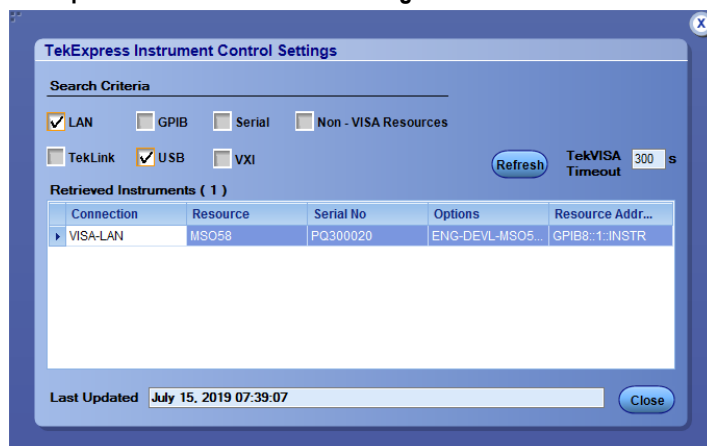 X
TekExpress Instrument Control Settings
Search Criteria
LAN GPIB Serial Non - VISA Resources
TekLink USB VXI
Refresh TekVISA Timeout 300 s
Retrieved Instruments ( 1 )
Connection Resource Serial No Options Resource Addr...
VISA-LAN MSO58 PQ300020 ENG-DEVL-MSO5... GPIB8::1::INSTR
Last Updated July 15, 2019 07:39:07 Close